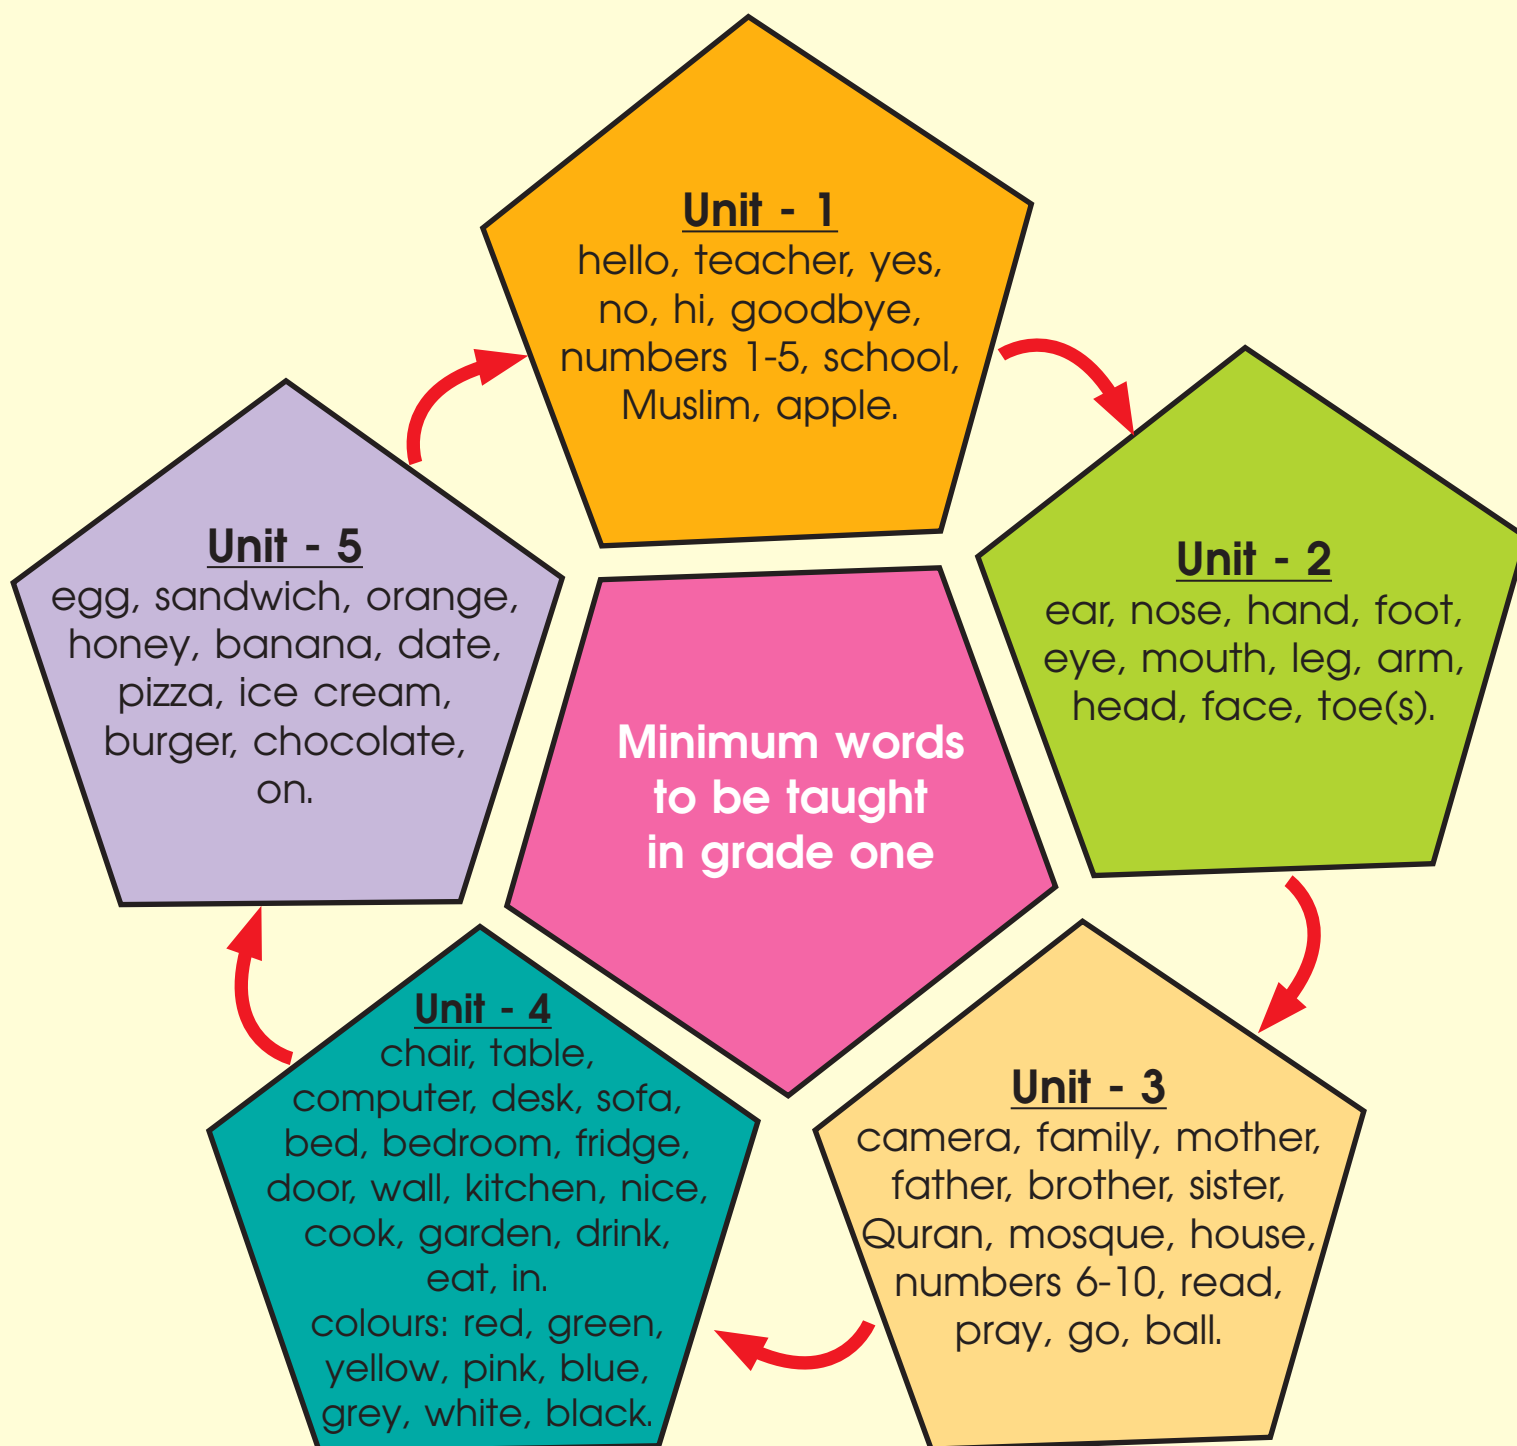 Unit - 1
hello, teacher, yes,
no, hi, goodbye,
numbers 1-5, school,
Muslim, apple.
Unit - 2
ear, nose, hand, foot,
eye, mouth, leg, arm,
head, face, toe(s).
Unit - 3
camera, family, mother,
father, brother, sister,
Quran, mosque, house,
numbers 6-10, read,
pray, go, ball.
Unit - 4
chair, table,
computer, desk, sofa,
bed, bedroom, fridge,
door, wall, kitchen, nice,
cook, garden, drink,
eat, in.
colours: red, green,
yellow, pink, blue,
grey, white, black.
Unit - 5
egg, sandwich, orange,
honey, banana, date,
pizza, ice cream,
burger, chocolate,
on.
Minimum words
to be taught
in grade one